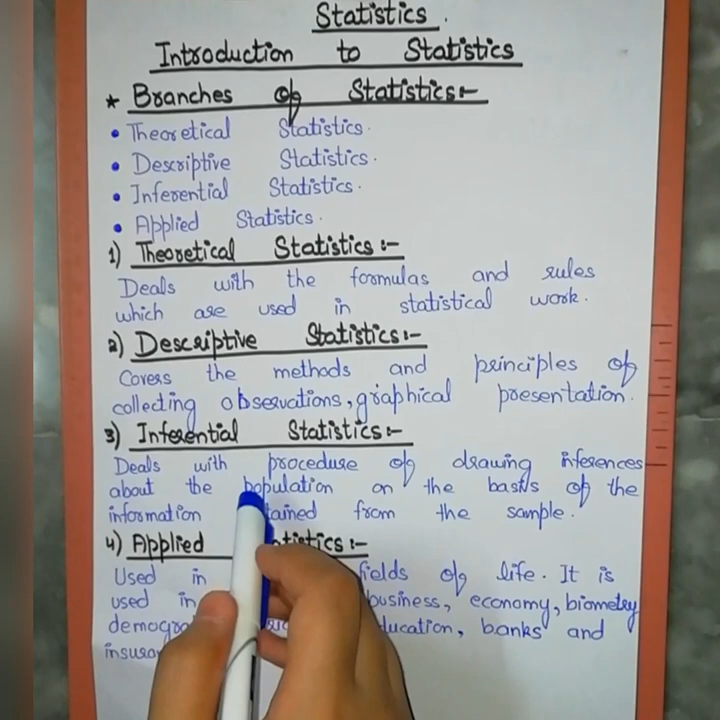 Statistics.
Introduction to Statistics
* Branches of Statistics:-
• Theoretical Statistics.
• Descriptive Statistics.
• Inferential Statistics.
• Applied Statistics.
1) Theoretical Statistics:-
Deals with the formulas and rules
which are used in statistical work.
2) Descriptive Statistics:-
Covers the methods and principles of
collecting observations, graphical presentation.
3) Inferential Statistics:-
Deals with procedure of drawing inferences
about the population on the basis of the
information tained from the sample.
4) Applied tistics:-
Used in fields of life. It is
used in business, economy, biometry
demogra ducation, banks and
insura